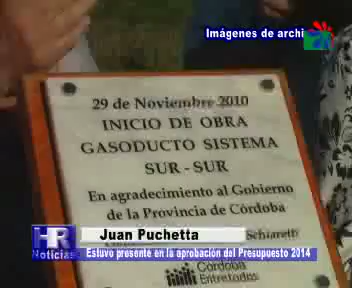 Imágenes de archi
29 de Noviembre 2010
INICIO DE OBRA
GASODUCTO SISTEMA
SUR - SUR
En agradecimiento al Gobierno
de la Provincia de Córdoba
Schiaretti
HR
Noticias
Juan Puchetta
Estuvo presente en la aprobación del Presupuesto 2014
Córdoba
Entre todos